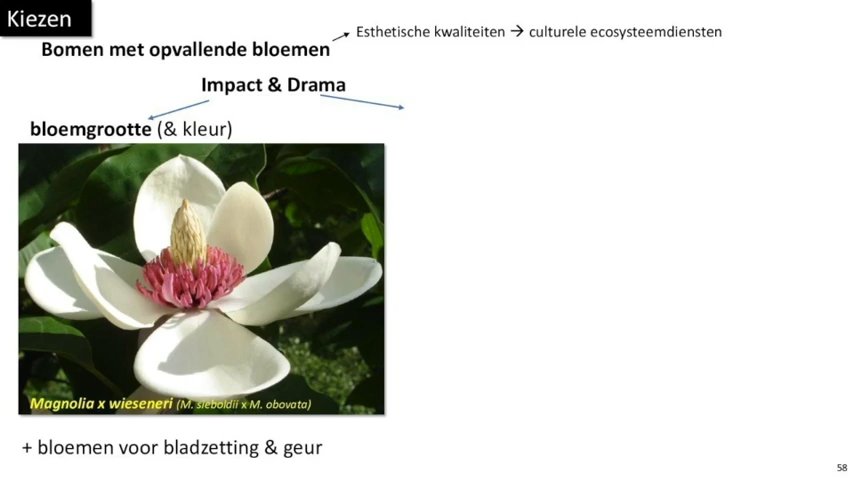 Kiezen
Esthetische kwaliteiten → culturele ecosysteemdiensten
Bomen met opvallende bloemen
Impact & Drama
bloemgrootte (& kleur)
Magnolia x wieseneri (M. sieboldii x M. obovata)
+ bloemen voor bladzetting & geur
58